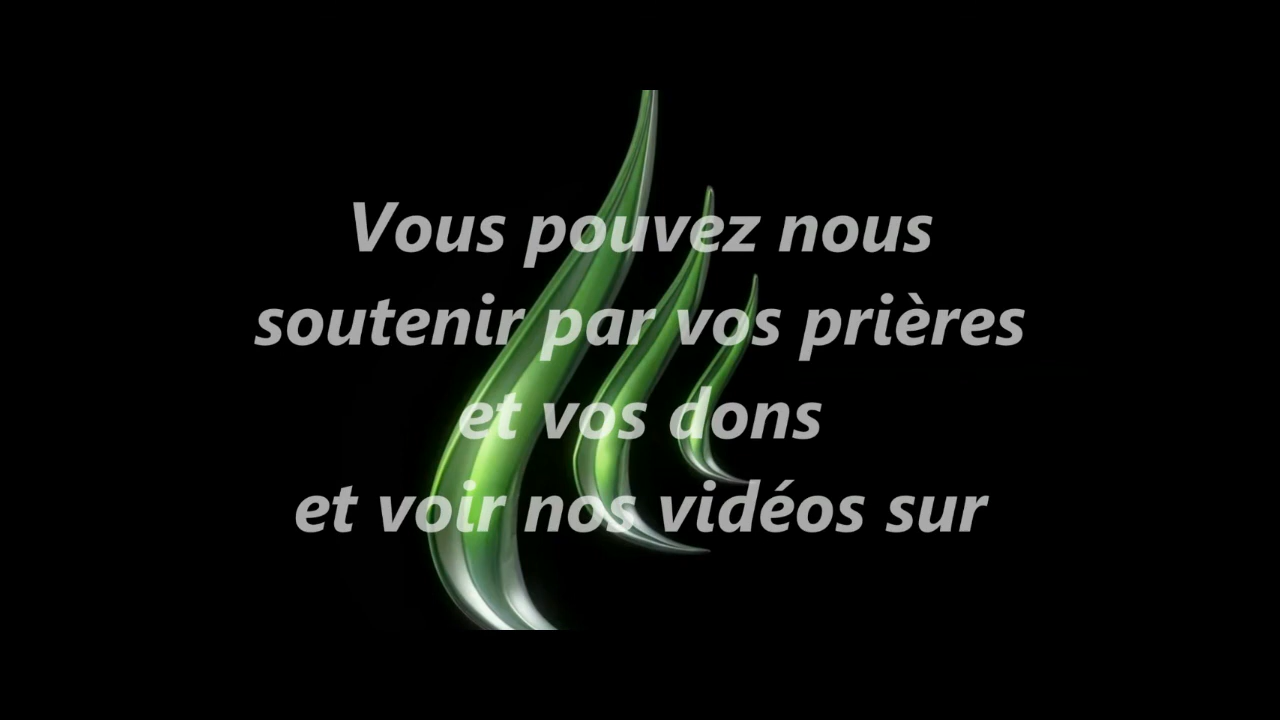 Vous pouvez nous
soutenir par vos prières
et vos dons
et voir nos vidéos sur